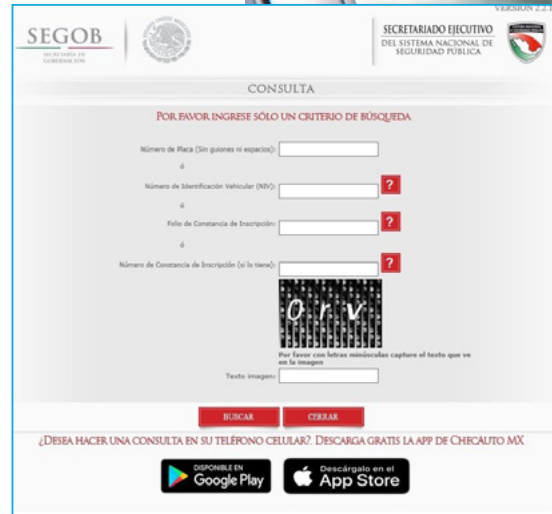 VERSIÓN 2.2.1
SEGOB
SECRETARÍA DE
GOBERNACIÓN
SECRETARIADO EJECUTIVO
DEL SISTEMA NACIONAL DE
SEGURIDAD PÚBLICA
CONSULTA
POR FAVOR INGRESE SÓLO UN CRITERIO DE BÚSQUEDA
Número de Placa (Sin guiones ni espacios):
ó
Número de Identificación Vehicular (NIV): ?
ó
Folio de Constancia de Inscripción: ?
ó
Número de Constancia de Inscripción (si lo tiene): ?
Orv
Por favor con letras minúsculas capture el texto que ve
en la imagen
Texto imagen:
BUSCAR CERRAR
¿DESEA HACER UNA CONSULTA EN SU TELÉFONO CELULAR?. DESCARGA GRATIS LA APP DE CHECAUTO MX
DISPONIBLE EN
Google Play
Descárgalo en el
App Store